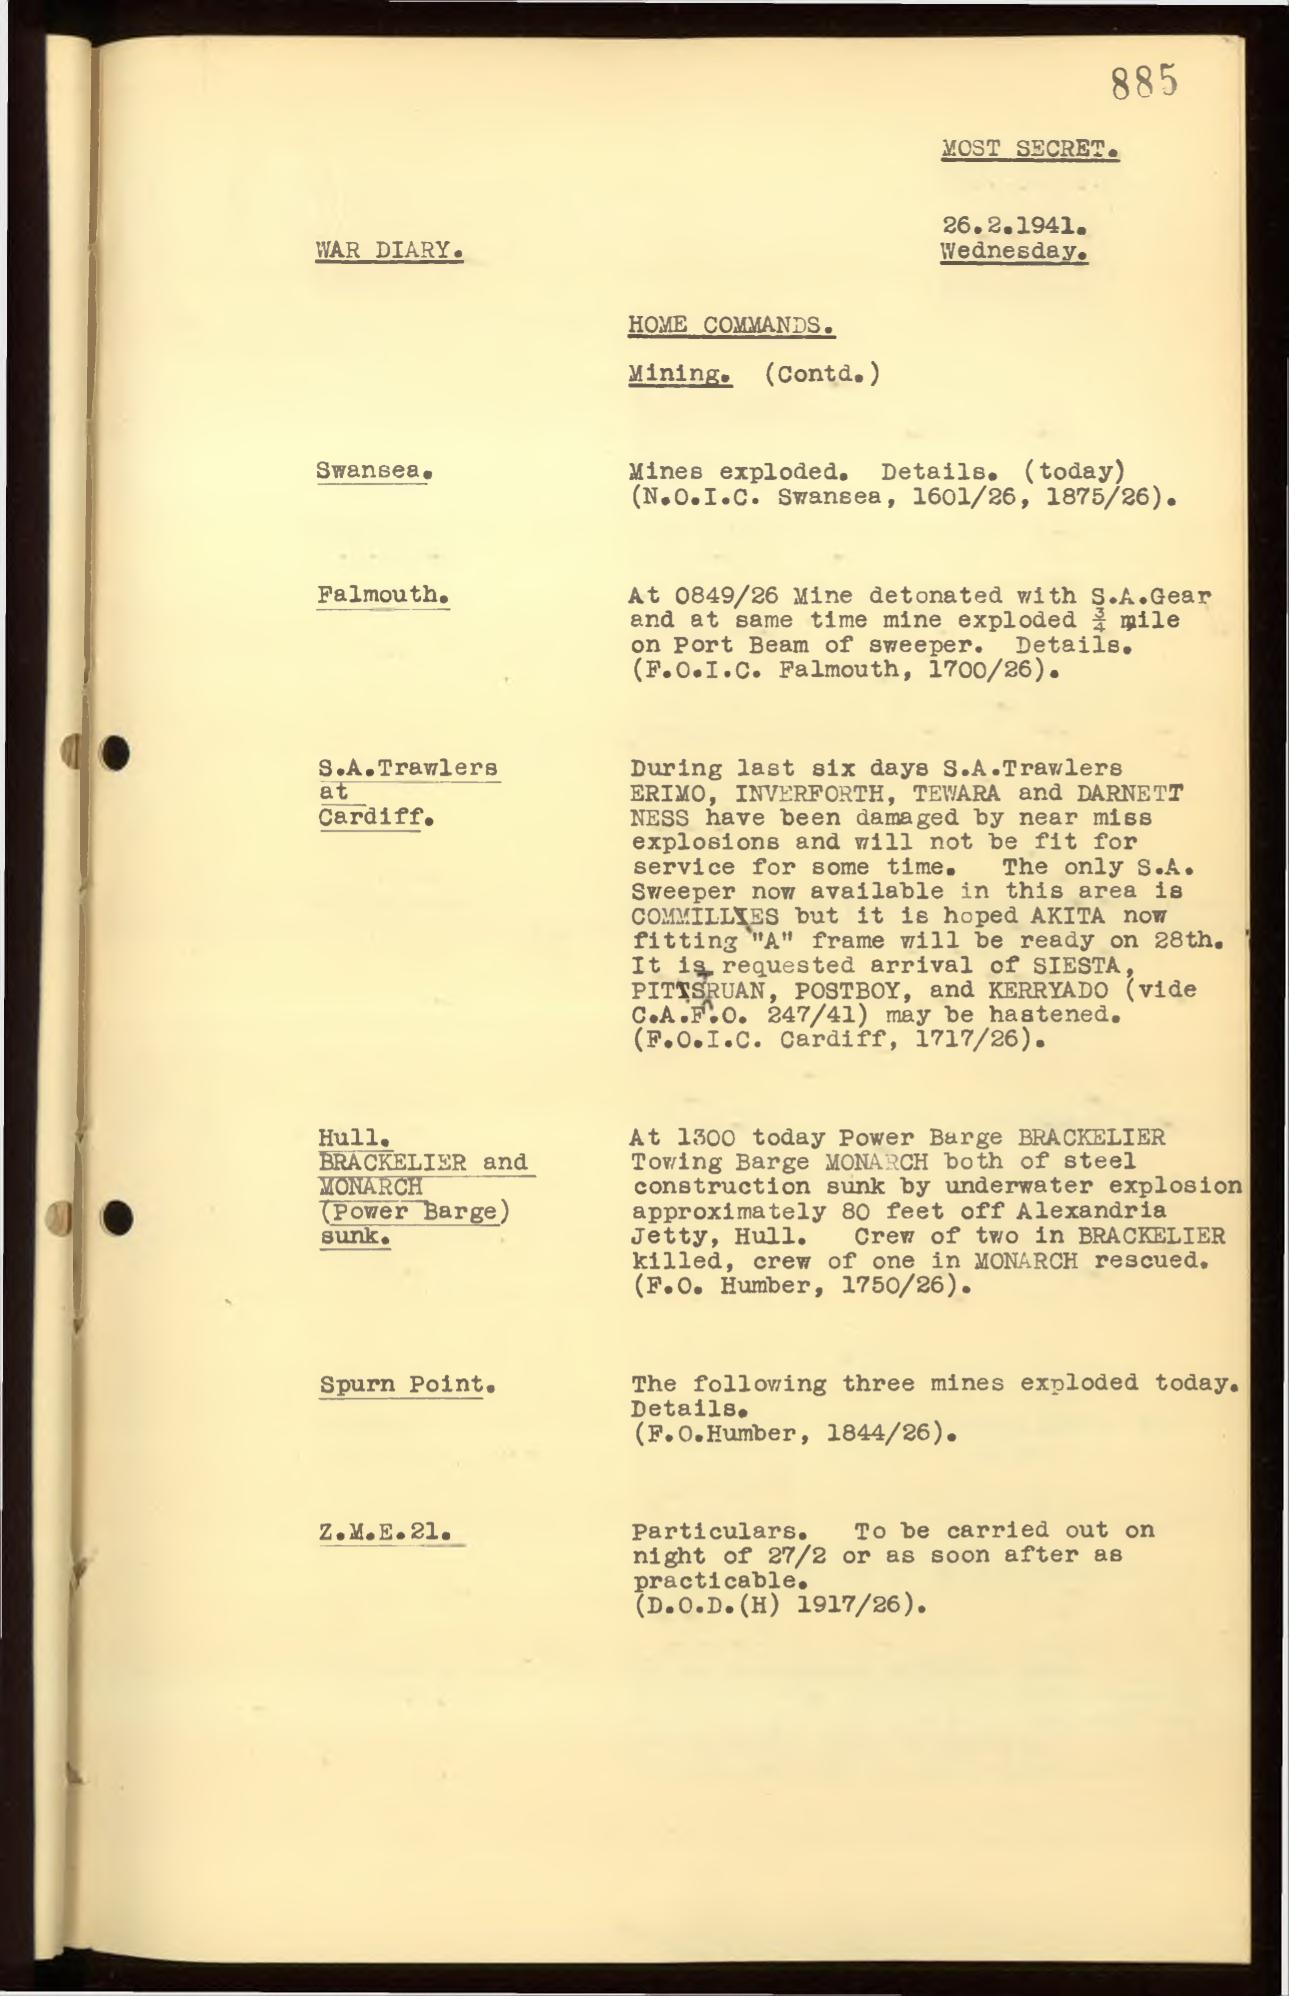 885
MOST SECRET.
26.2.1941.
Wednesday.
WAR DIARY.
HOME COMMANDS.
Mining. (Contd.)
Swansea.
Mines exploded. Details. (today)
(N.O.I.C. Swansea, 1601/26, 1875/26).
Falmouth.
At 0849/26 Mine detonated with S.A.Gear
and at same time mine exploded ¾ mile
on Port Beam of sweeper. Details.
(F.O.I.C. Falmouth, 1700/26).
S.A.Trawlers
at
Cardiff.
During last six days S.A.Trawlers
ERIMO, INVERFORTH, TEWARA and DARNETT
NESS have been damaged by near miss
explosions and will not be fit for
service for some time. The only S.A.
Sweeper now available in this area is
COMMILLIES but it is hoped AKITA now
fitting "A" frame will be ready on 28th.
It is requested arrival of SIESTA,
PITTSRUAN, POSTBOY, and KERRYADO (vide
C.A.F.O. 247/41) may be hastened.
(F.O.I.C. Cardiff, 1717/26).
Hull.
BRACKELIER and
MONARCH
(Power Barge)
sunk.
At 1300 today Power Barge BRACKELIER
Towing Barge MONARCH both of steel
construction sunk by underwater explosion
approximately 80 feet off Alexandria
Jetty, Hull. Crew of two in BRACKELIER
killed, crew of one in MONARCH rescued.
(F.O. Humber, 1750/26).
Spurn Point.
The following three mines exploded today.
Details.
(F.O.Humber, 1844/26).
Z.M.E.21.
Particulars. To be carried out on
night of 27/2 or as soon after as
practicable.
(D.O.D.(H) 1917/26).